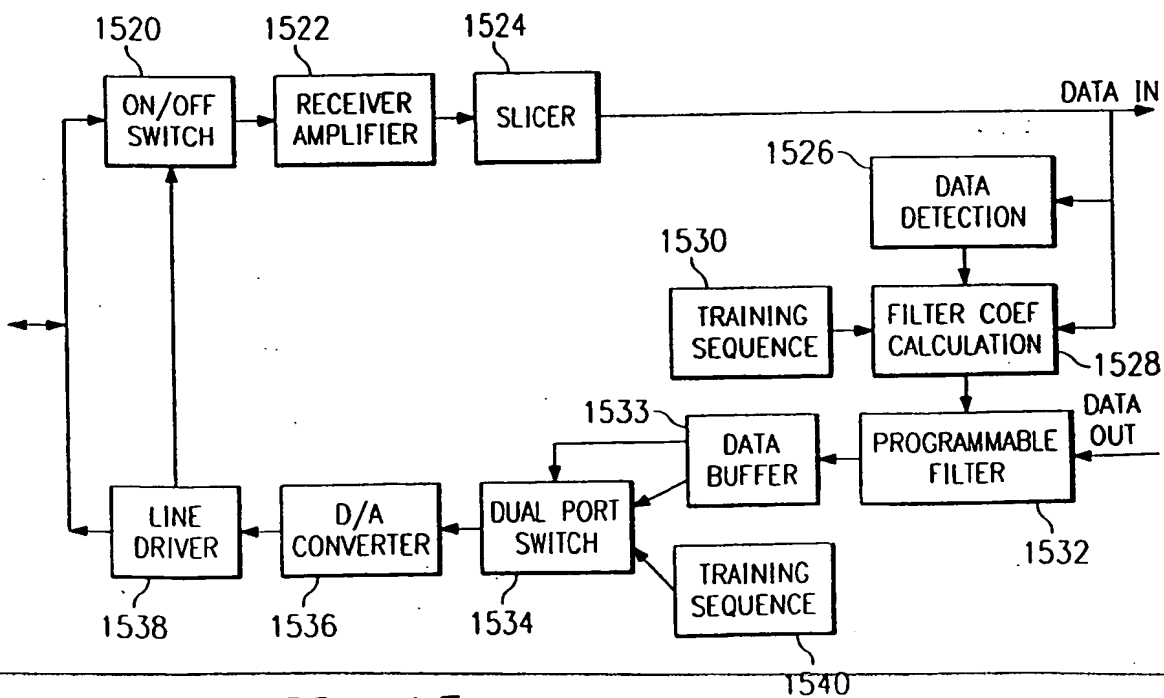 1520
1522
1524
ON/OFF
SWITCH
RECEIVER
AMPLIFIER
SLICER
DATA IN
1526
DATA
DETECTION
1530
TRAINING
SEQUENCE
FILTER COEF
CALCULATION
1528
1533
DATA
BUFFER
PROGRAMMABLE
FILTER
DATA
OUT
1532
LINE
DRIVER
D/A
CONVERTER
DUAL PORT
SWITCH
TRAINING
SEQUENCE
1538
1536
1534
1540